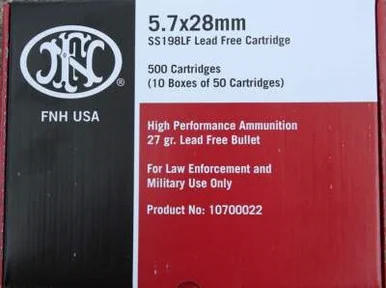 FN
®
FNH USA
5.7x28mm
SS198LF Lead Free Cartridge
500 Cartridges
(10 Boxes of 50 Cartridges)
High Performance Ammunition
27 gr. Lead Free Bullet
For Law Enforcement and
Military Use Only
Product No: 10700022